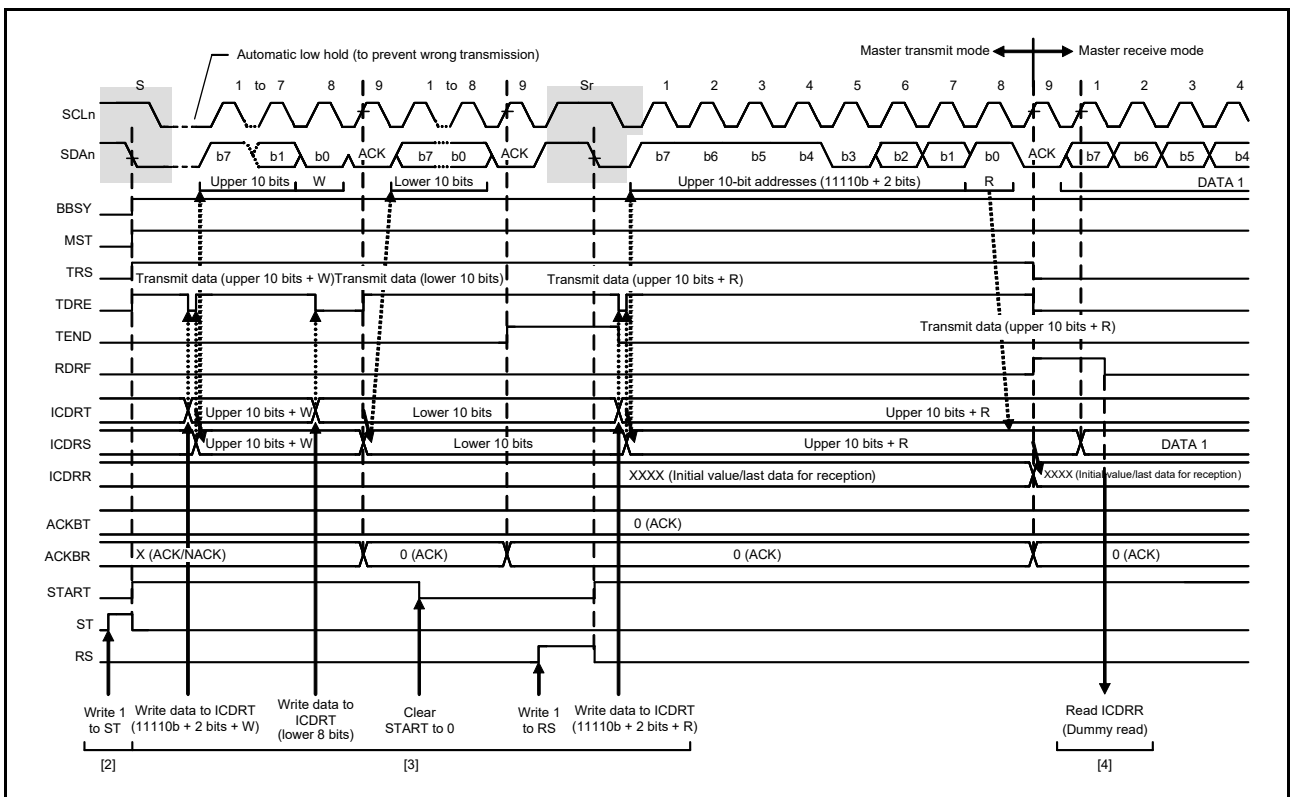 Automatic low hold (to prevent wrong transmission)
Master transmit mode
Master receive mode
S
1 to 7 8 9 1 to 8 9
Sr
1 2 3 4 5 6 7 8 9 1 2 3 4
SCLn
SDAn
b7 b1 b0 ACK b7 b0 ACK b7 b6 b5 b4 b3 b2 b1 b0 ACK b7 b6 b5 b4
Upper 10 bits W Lower 10 bits Upper 10-bit addresses (11110b + 2 bits) R DATA 1
BBSY
MST
TRS
Transmit data (upper 10 bits + W) Transmit data (lower 10 bits) Transmit data (upper 10 bits + R)
TDRE
TEND
Transmit data (upper 10 bits + R)
RDRF
ICDRT Upper 10 bits + W Lower 10 bits Upper 10 bits + R
ICDRS Upper 10 bits + W Lower 10 bits Upper 10 bits + R DATA 1
ICDRR XXXX (Initial value/last data for reception) XXXX (Initial value/last data for reception)
ACKBT 0 (ACK)
ACKBR X (ACK/NACK) 0 (ACK) 0 (ACK) 0 (ACK)
START
ST
RS
Write 1
to ST
Write data to ICDRT
(11110b + 2 bits + W)
Write data to
ICDRT
(lower 8 bits)
Clear
START to 0
Write 1
to RS
Write data to ICDRT
(11110b + 2 bits + R)
Read ICDRR
(Dummy read)
[2] [3] [4]